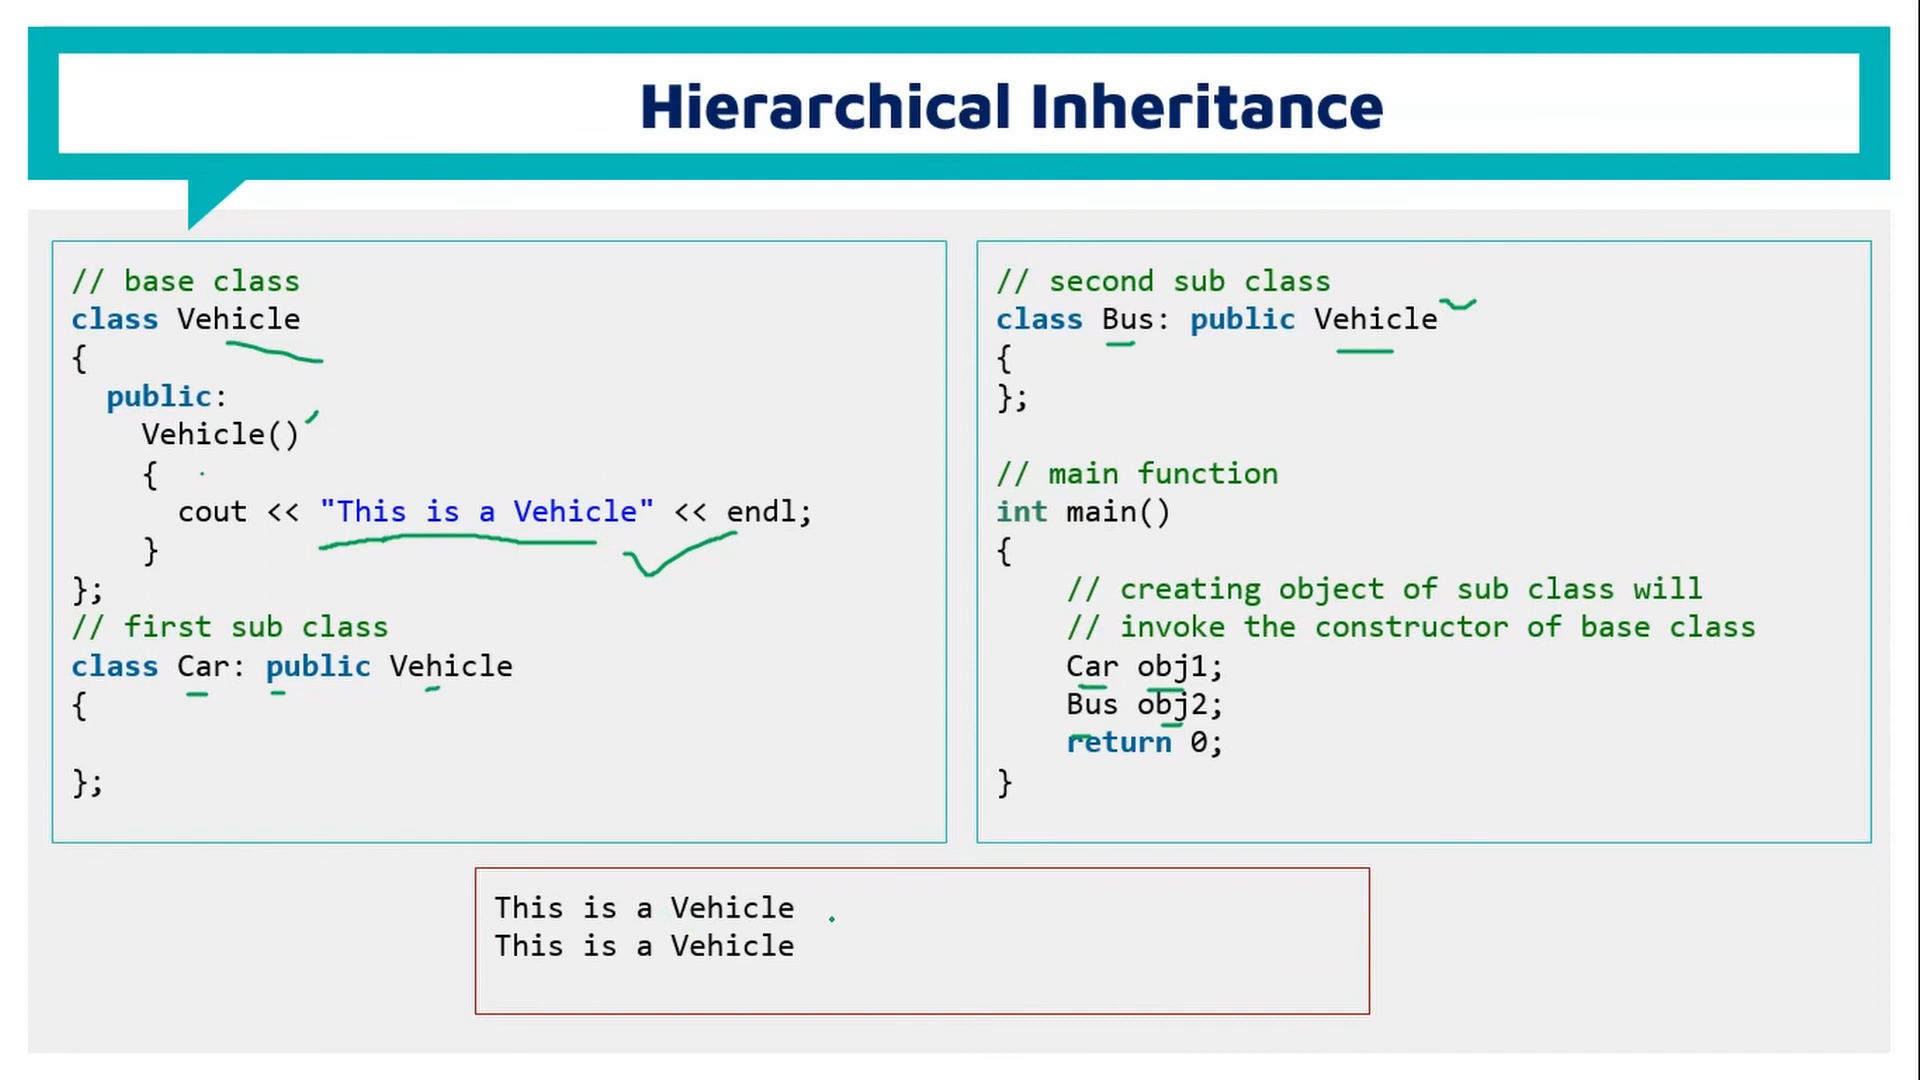 Hierarchical Inheritance
// base class
class Vehicle
{
  public:
    Vehicle()
    {
      cout << "This is a Vehicle" << endl;
    }
};
// first sub class
class Car: public Vehicle
{

};
// second sub class
class Bus: public Vehicle
{
};

// main function
int main()
{
    // creating object of sub class will
    // invoke the constructor of base class
    Car obj1;
    Bus obj2;
    return 0;
}
This is a Vehicle
This is a Vehicle